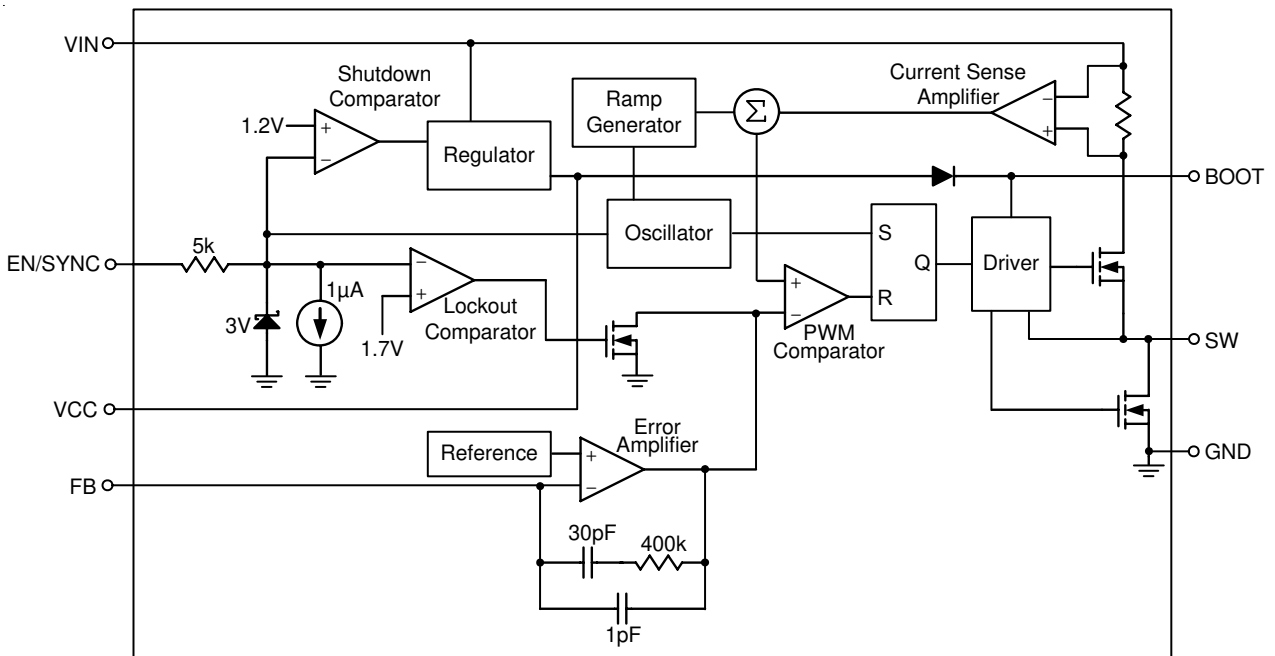 VIN
Shutdown
Comparator
1.2V
+
−
Regulator
Ramp
Generator
Σ
Current Sense
Amplifier
−
+
BOOT
5k
EN/SYNC
Oscillator
S
Q
R
Driver
1µA
3V
−
+
1.7V
Lockout
Comparator
+
−
PWM
Comparator
SW
VCC
Reference
Error
Amplifier
+
−
GND
FB
30pF
400k
1pF